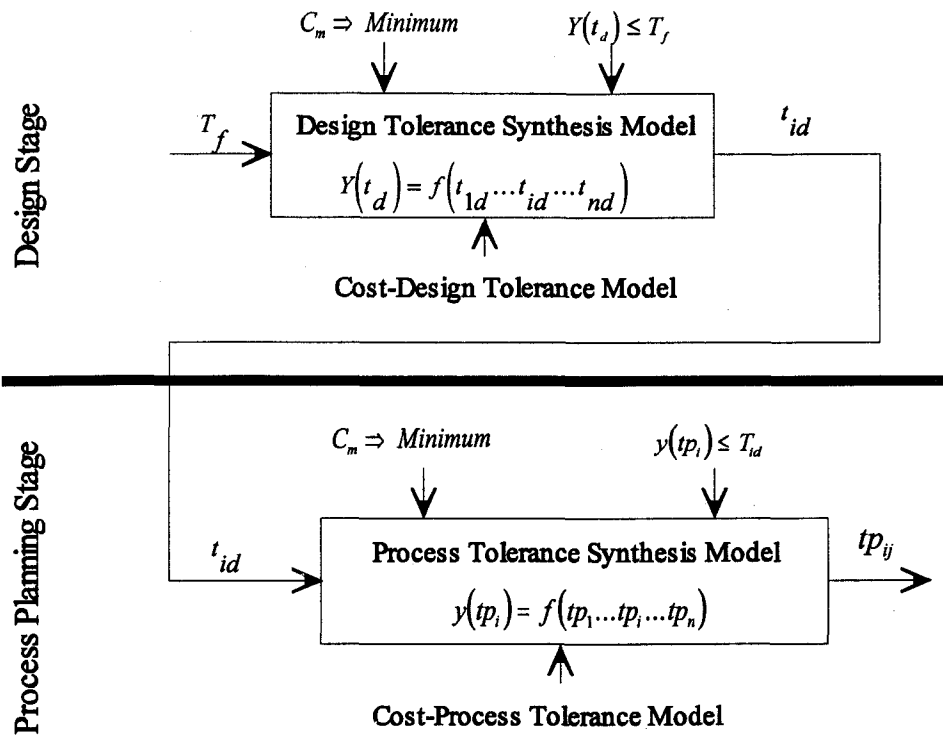 C_m ⇒ Minimum
Y(t_d) ≤ T_f
Design Stage
T_f
Design Tolerance Synthesis Model
t_id
Y(t_d) = f(t_1d...t_id...t_nd)
Cost-Design Tolerance Model
Process Planning Stage
C_m ⇒ Minimum
y(tp_i) ≤ T_id
t_id
Process Tolerance Synthesis Model
tp_ij
y(tp_i) = f(tp_1...tp_i...tp_n)
Cost-Process Tolerance Model